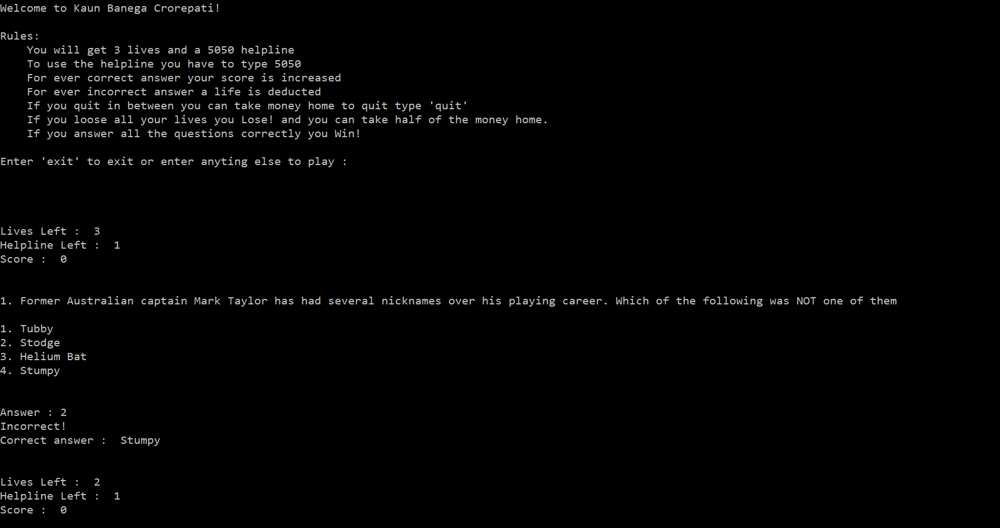 Welcome to Kaun Banega Crorepati!
Rules:
You will get 3 lives and a 5050 helpline
To use the helpline you have to type 5050
For ever correct answer your score is increased
For ever incorrect answer a life is deducted
If you quit in between you can take money home to quit type 'quit'
If you loose all your lives you Lose! and you can take half of the money home.
If you answer all the questions correctly you Win!
Enter 'exit' to exit or enter anyting else to play :
Lives Left :  3
Helpline Left :  1
Score :  0
1. Former Australian captain Mark Taylor has had several nicknames over his playing career. Which of the following was NOT one of them
1. Tubby
2. Stodge
3. Helium Bat
4. Stumpy
Answer : 2
Incorrect!
Correct answer :  Stumpy
Lives Left :  2
Helpline Left :  1
Score :  0